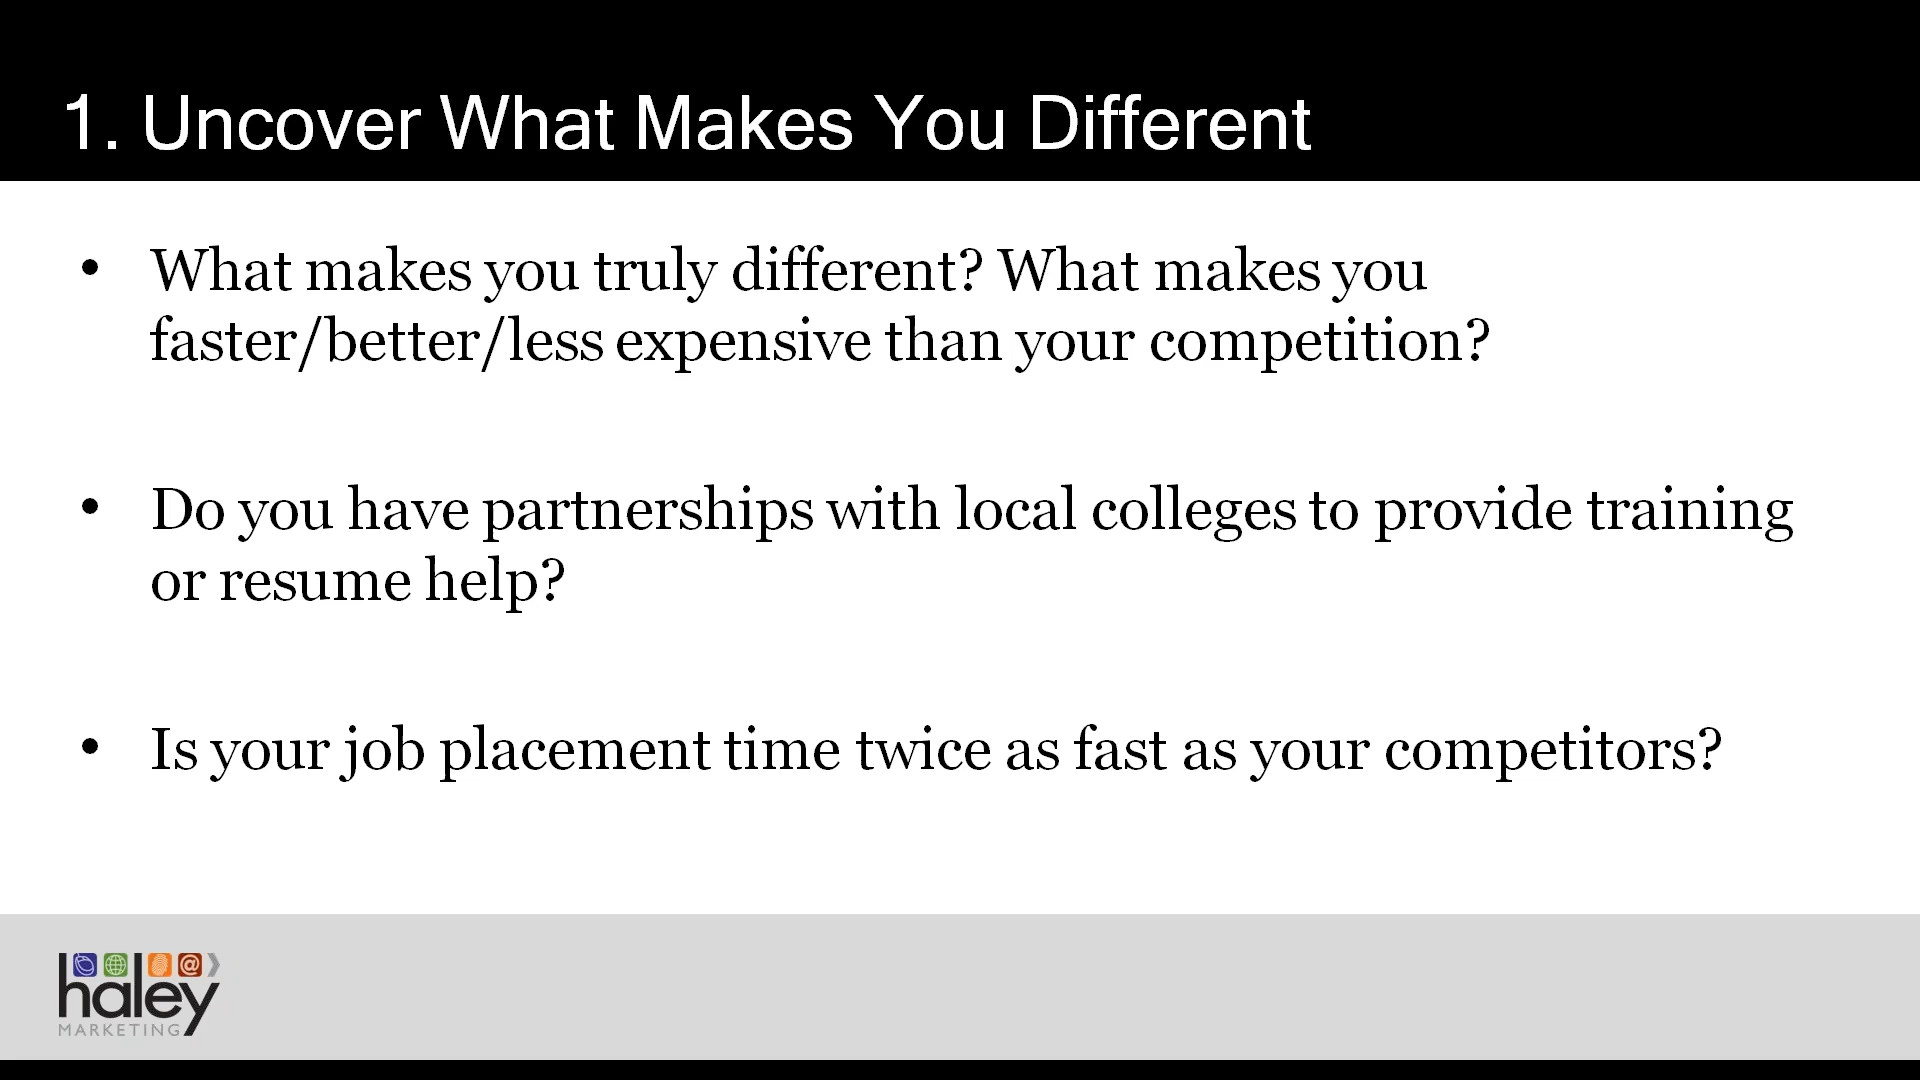 1. Uncover What Makes You Different
• What makes you truly different? What makes you
faster/better/less expensive than your competition?
• Do you have partnerships with local colleges to provide training
or resume help?
• Is your job placement time twice as fast as your competitors?
haley
MARKETING